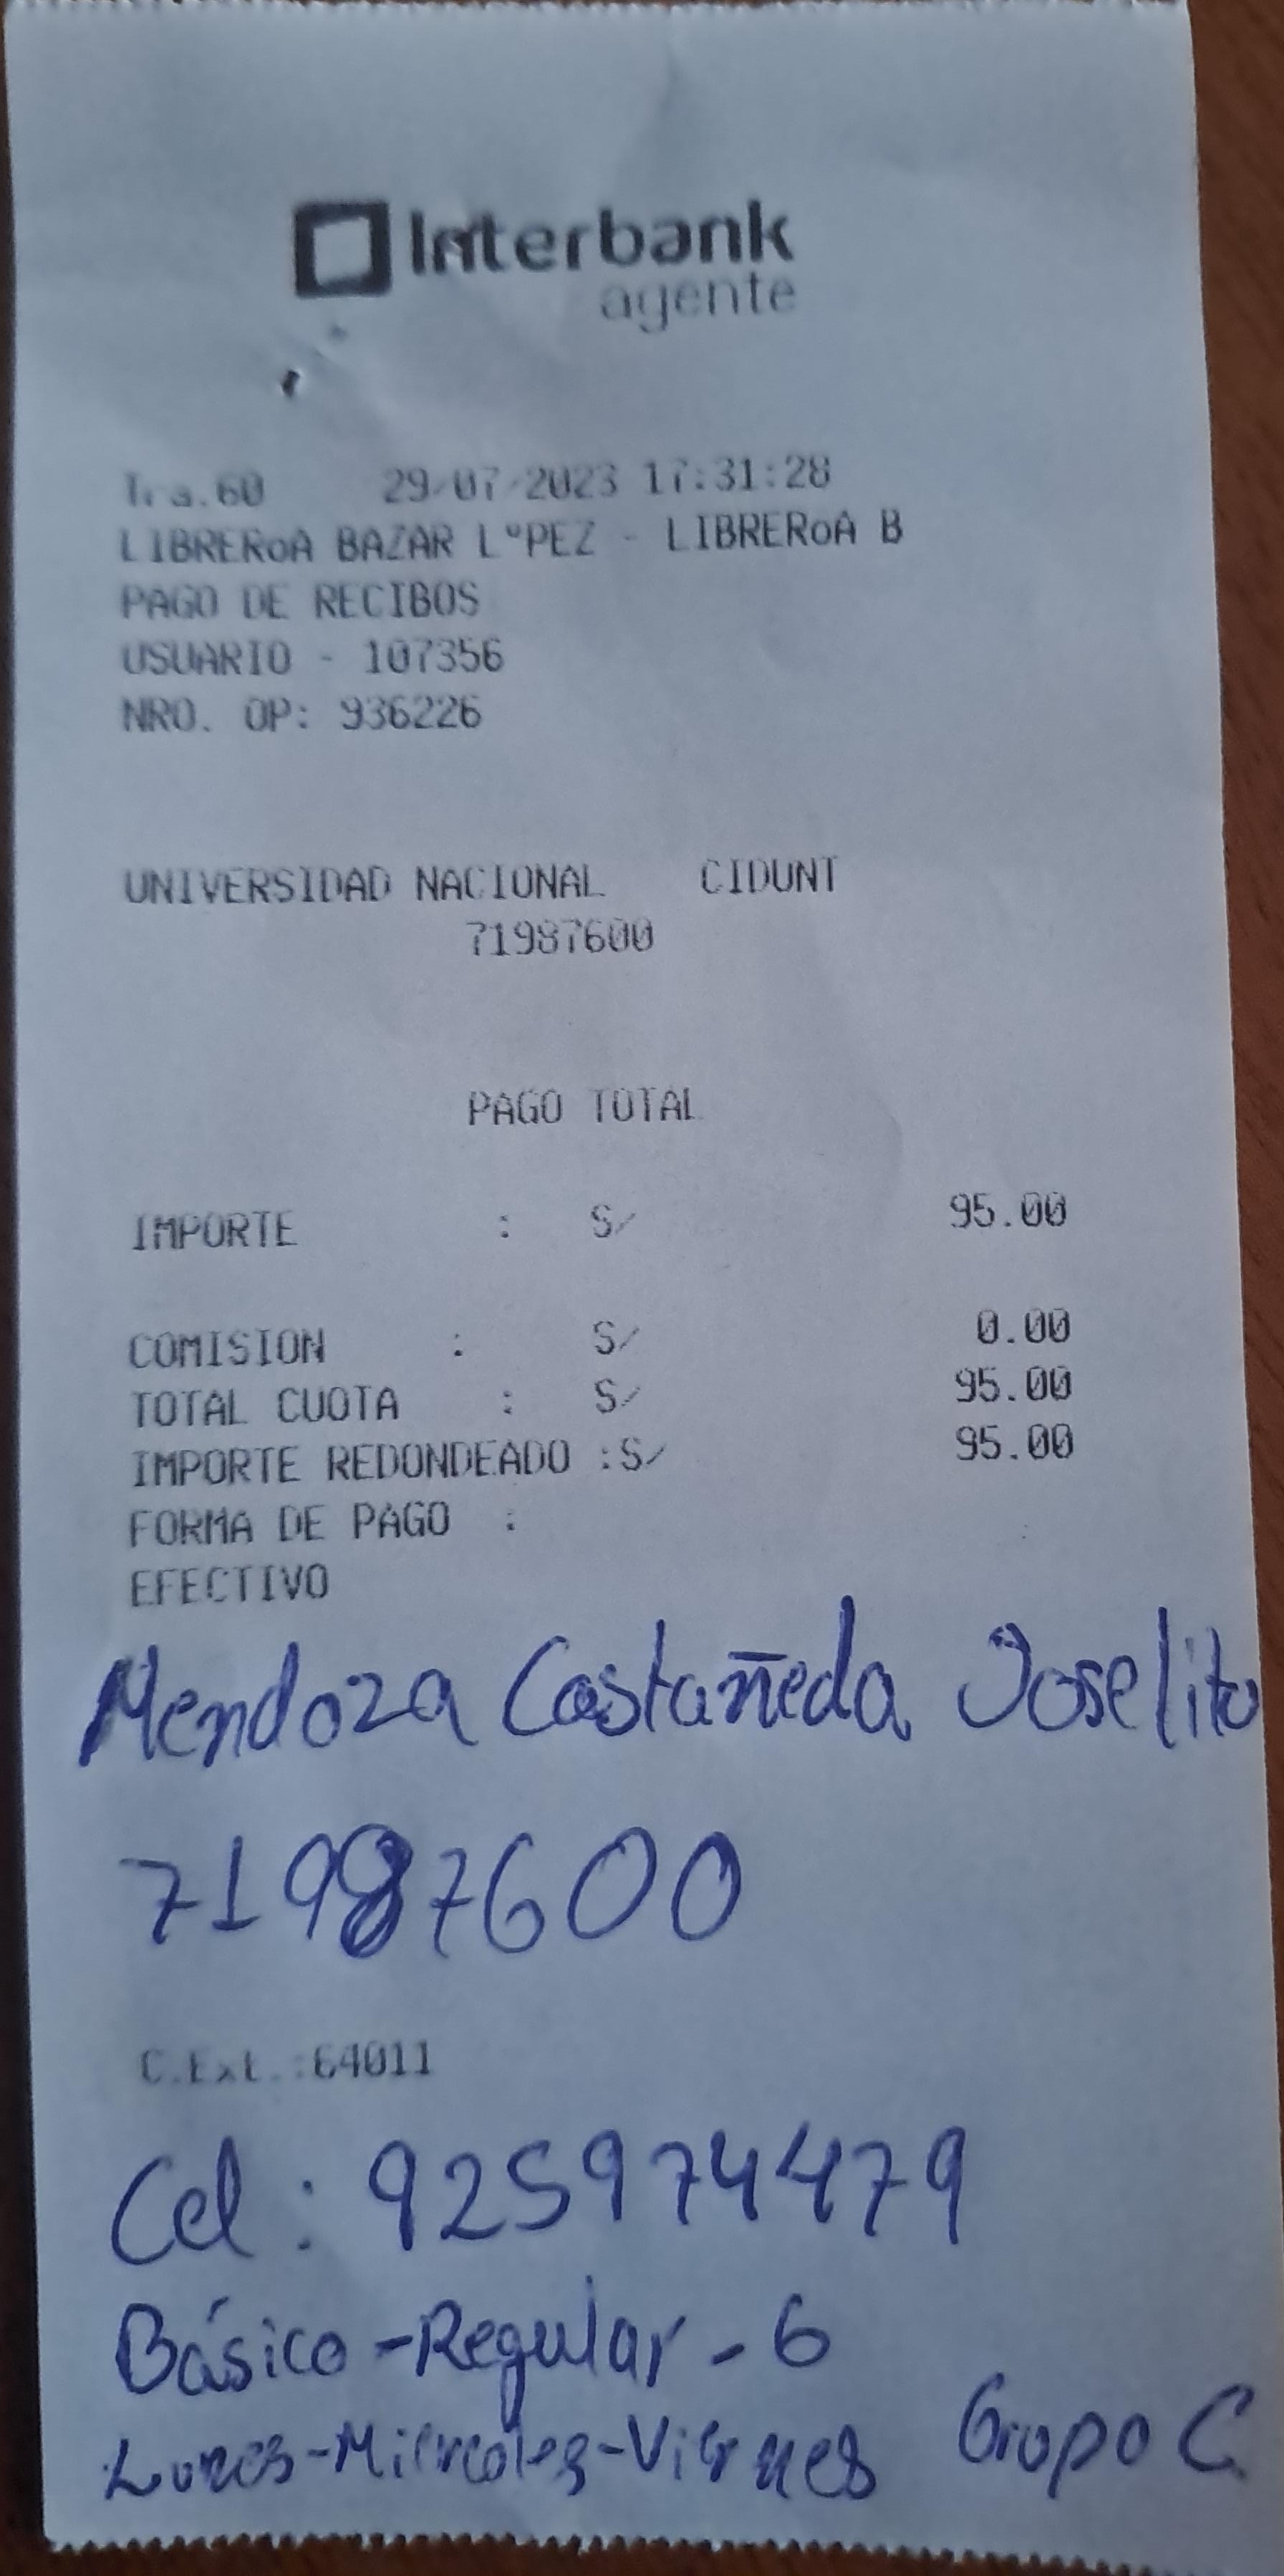 Interbank
agente
Tra.60 29/07/2023 17:31:28
LIBRERoA BAZAR LºPEZ - LIBRERoA B
PAGO DE RECIBOS
USUARIO - 107356
NRO. OP: 936226
UNIVERSIDAD NACIONAL CIDUNT
71987600
PAGO TOTAL
IMPORTE : S/ 95.00
COMISION : S/ 0.00
TOTAL CUOTA : S/ 95.00
IMPORTE REDONDEADO :S/ 95.00
FORMA DE PAGO :
EFECTIVO
Mendoza Castañeda Joselito
71987600
C.Ext.:64011
Cel: 925974479
Básico-Regular-6
Lunes-Miércoles-Viernes Grupo C